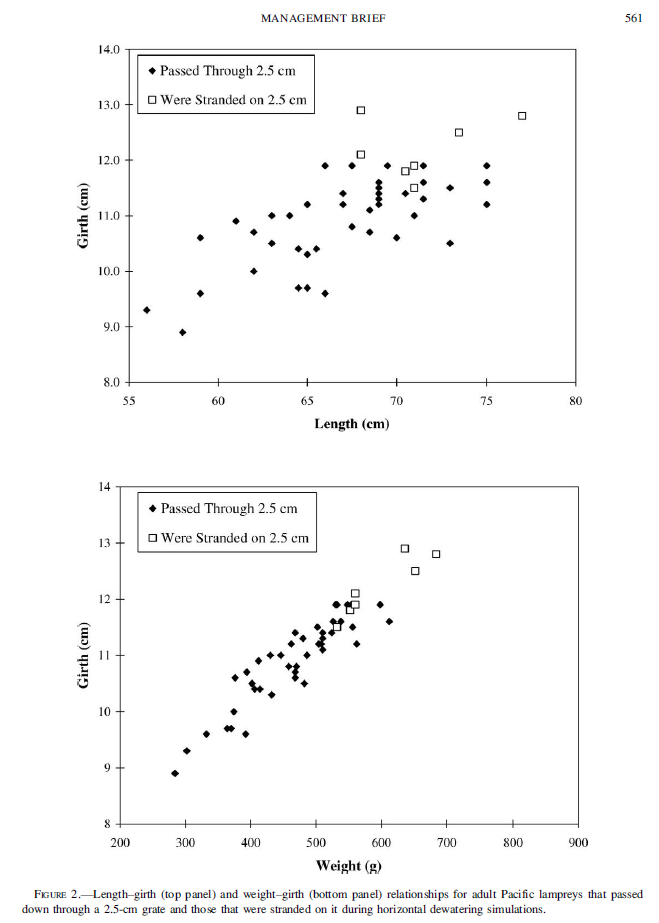 MANAGEMENT BRIEF
561
14.0
Passed Through 2.5 cm
Were Stranded on 2.5 cm
13.0
12.0
11.0
10.0
9.0
8.0
Girth (cm)
55 60 65 70 75 80
Length (cm)
14
Passed Through 2.5 cm
Were Stranded on 2.5 cm
13
12
11
10
9
8
Girth (cm)
200 300 400 500 600 700 800 900
Weight (g)
FIGURE 2.—Length–girth (top panel) and weight–girth (bottom panel) relationships for adult Pacific lampreys that passed
down through a 2.5-cm grate and those that were stranded on it during horizontal dewatering simulations.